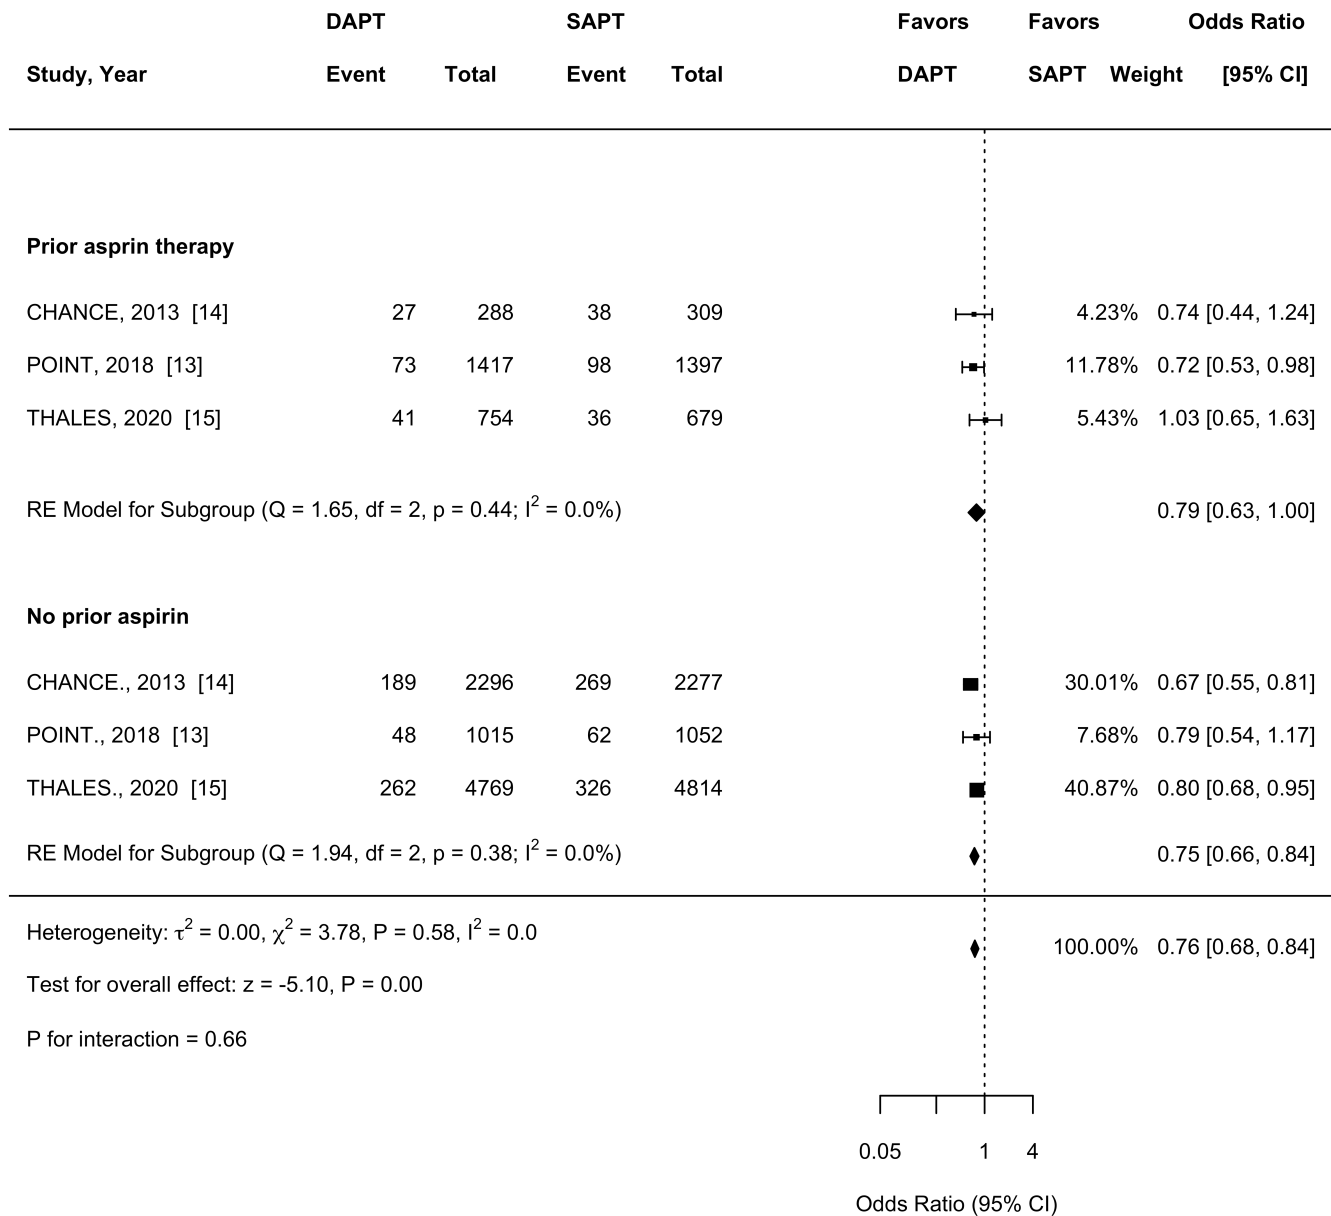 DAPT SAPT Favors Favors Odds Ratio
Study, Year Event Total Event Total DAPT SAPT Weight [95% CI]
Prior asprin therapy
CHANCE, 2013 [14] 27 288 38 309 4.23% 0.74 [0.44, 1.24]
POINT, 2018 [13] 73 1417 98 1397 11.78% 0.72 [0.53, 0.98]
THALES, 2020 [15] 41 754 36 679 5.43% 1.03 [0.65, 1.63]
RE Model for Subgroup (Q = 1.65, df = 2, p = 0.44; I² = 0.0%) 0.79 [0.63, 1.00]
No prior aspirin
CHANCE., 2013 [14] 189 2296 269 2277 30.01% 0.67 [0.55, 0.81]
POINT., 2018 [13] 48 1015 62 1052 7.68% 0.79 [0.54, 1.17]
THALES., 2020 [15] 262 4769 326 4814 40.87% 0.80 [0.68, 0.95]
RE Model for Subgroup (Q = 1.94, df = 2, p = 0.38; I² = 0.0%) 0.75 [0.66, 0.84]
Heterogeneity: τ² = 0.00, χ² = 3.78, P = 0.58, I² = 0.0
100.00% 0.76 [0.68, 0.84]
Test for overall effect: z = -5.10, P = 0.00
P for interaction = 0.66
0.05 1 4
Odds Ratio (95% CI)